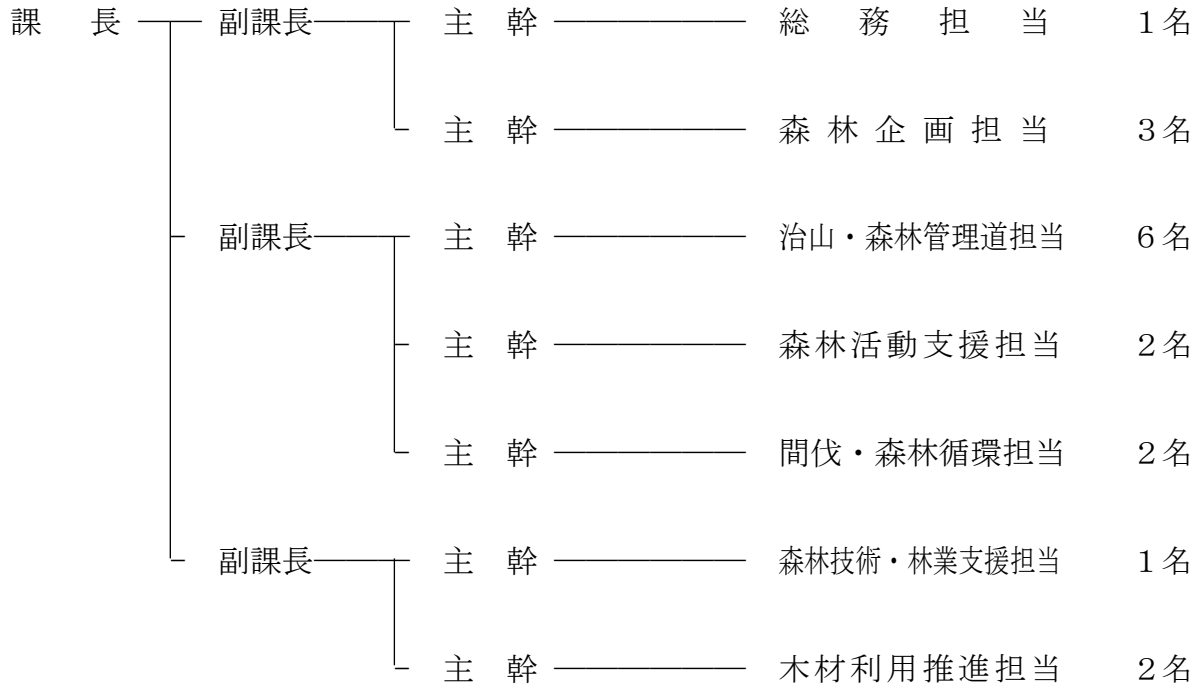 課　長　副課長　主　幹　総　務　担　当　１名
主　幹　森 林 企 画 担 当　３名
副課長　主　幹　治山・森林管理道担当　６名
主　幹　森林活動支援担当　２名
主　幹　間伐・森林循環担当　２名
副課長　主　幹　森林技術・林業支援担当　１名
主　幹　木材利用推進担当　２名